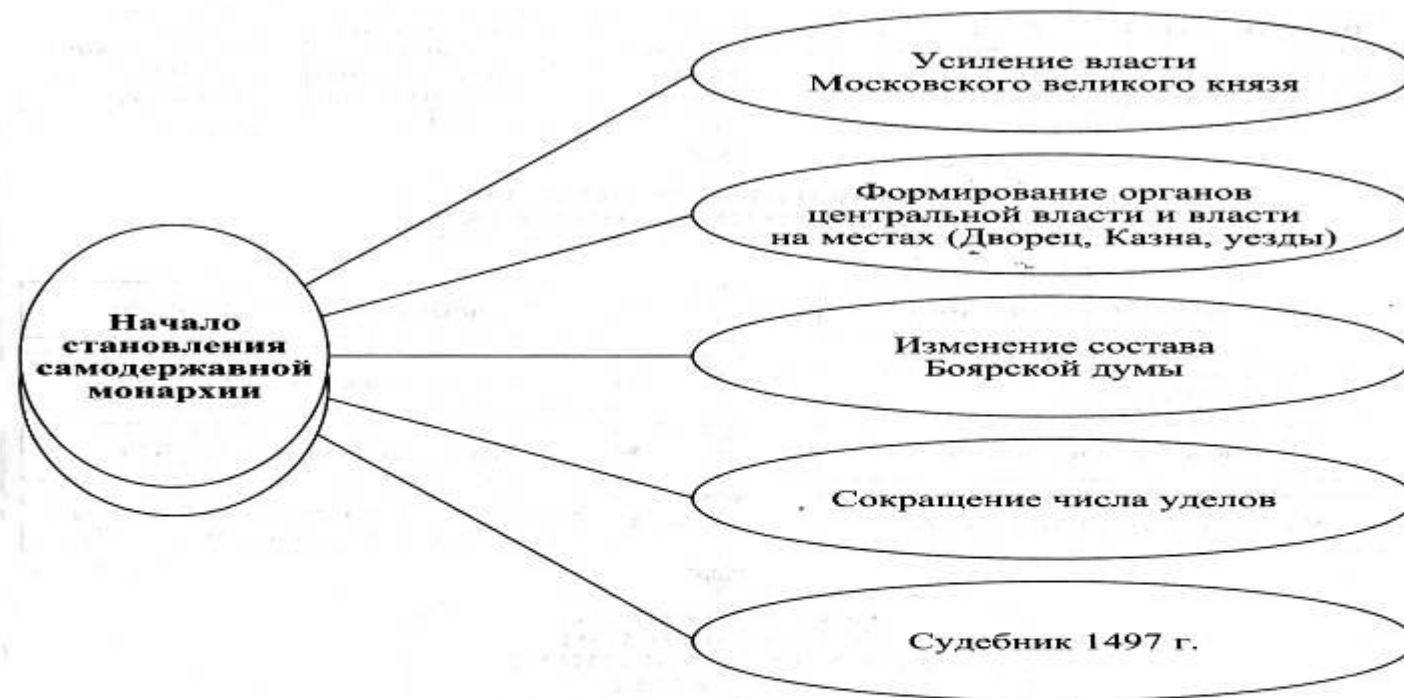 Усиление власти
Московского великого князя
Формирование органов
центральной власти и власти
на местах (Дворец, Казна, уезды)
Начало
становления
самодержавной
монархии
Изменение состава
Боярской думы
Сокращение числа уделов
Судебник 1497 г.